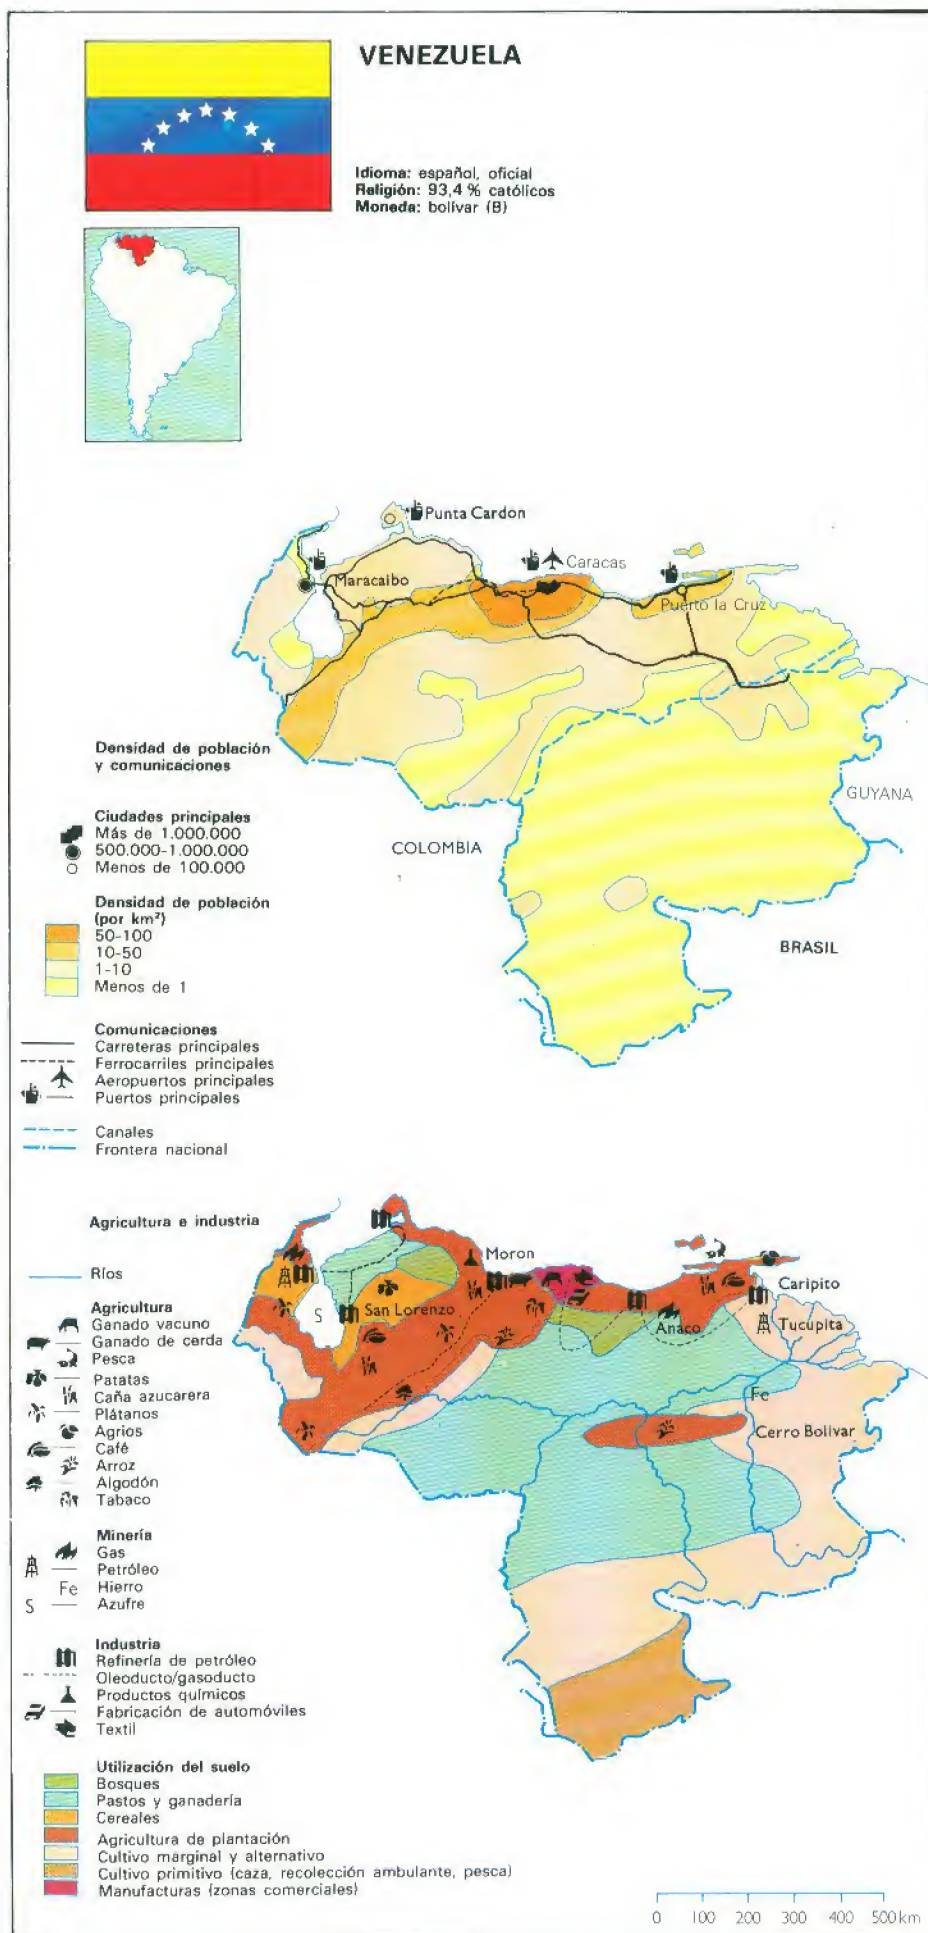 VENEZUELA
Idioma: español, oficial
Religión: 93,4 % católicos
Moneda: bolívar (B)
Punta Cardon
Caracas
Maracaibo
Puerto la Cruz
GUYANA
COLOMBIA
BRASIL
Densidad de población
y comunicaciones
Ciudades principales
Más de 1.000.000
500.000-1.000.000
Menos de 100.000
Densidad de población
(por km²)
50-100
10-50
1-10
Menos de 1
Comunicaciones
Carreteras principales
Ferrocarriles principales
Aeropuertos principales
Puertos principales
Canales
Frontera nacional
Agricultura e industria
Moron
Caripito
San Lorenzo
S
Anaco
Tucupita
Fe
Cerro Bolívar
Ríos
Agricultura
Ganado vacuno
Ganado de cerda
Pesca
Patatas
Caña azucarera
Plátanos
Agrios
Café
Arroz
Algodón
Tabaco
Minería
Gas
Petróleo
Fe Hierro
S Azufre
Industria
Refinería de petróleo
Oleoducto/gasoducto
Productos químicos
Fabricación de automóviles
Textil
Utilización del suelo
Bosques
Pastos y ganadería
Cereales
Agricultura de plantación
Cultivo marginal y alternativo
Cultivo primitivo (caza, recolección ambulante, pesca)
Manufacturas (zonas comerciales)
0 100 200 300 400 500 km